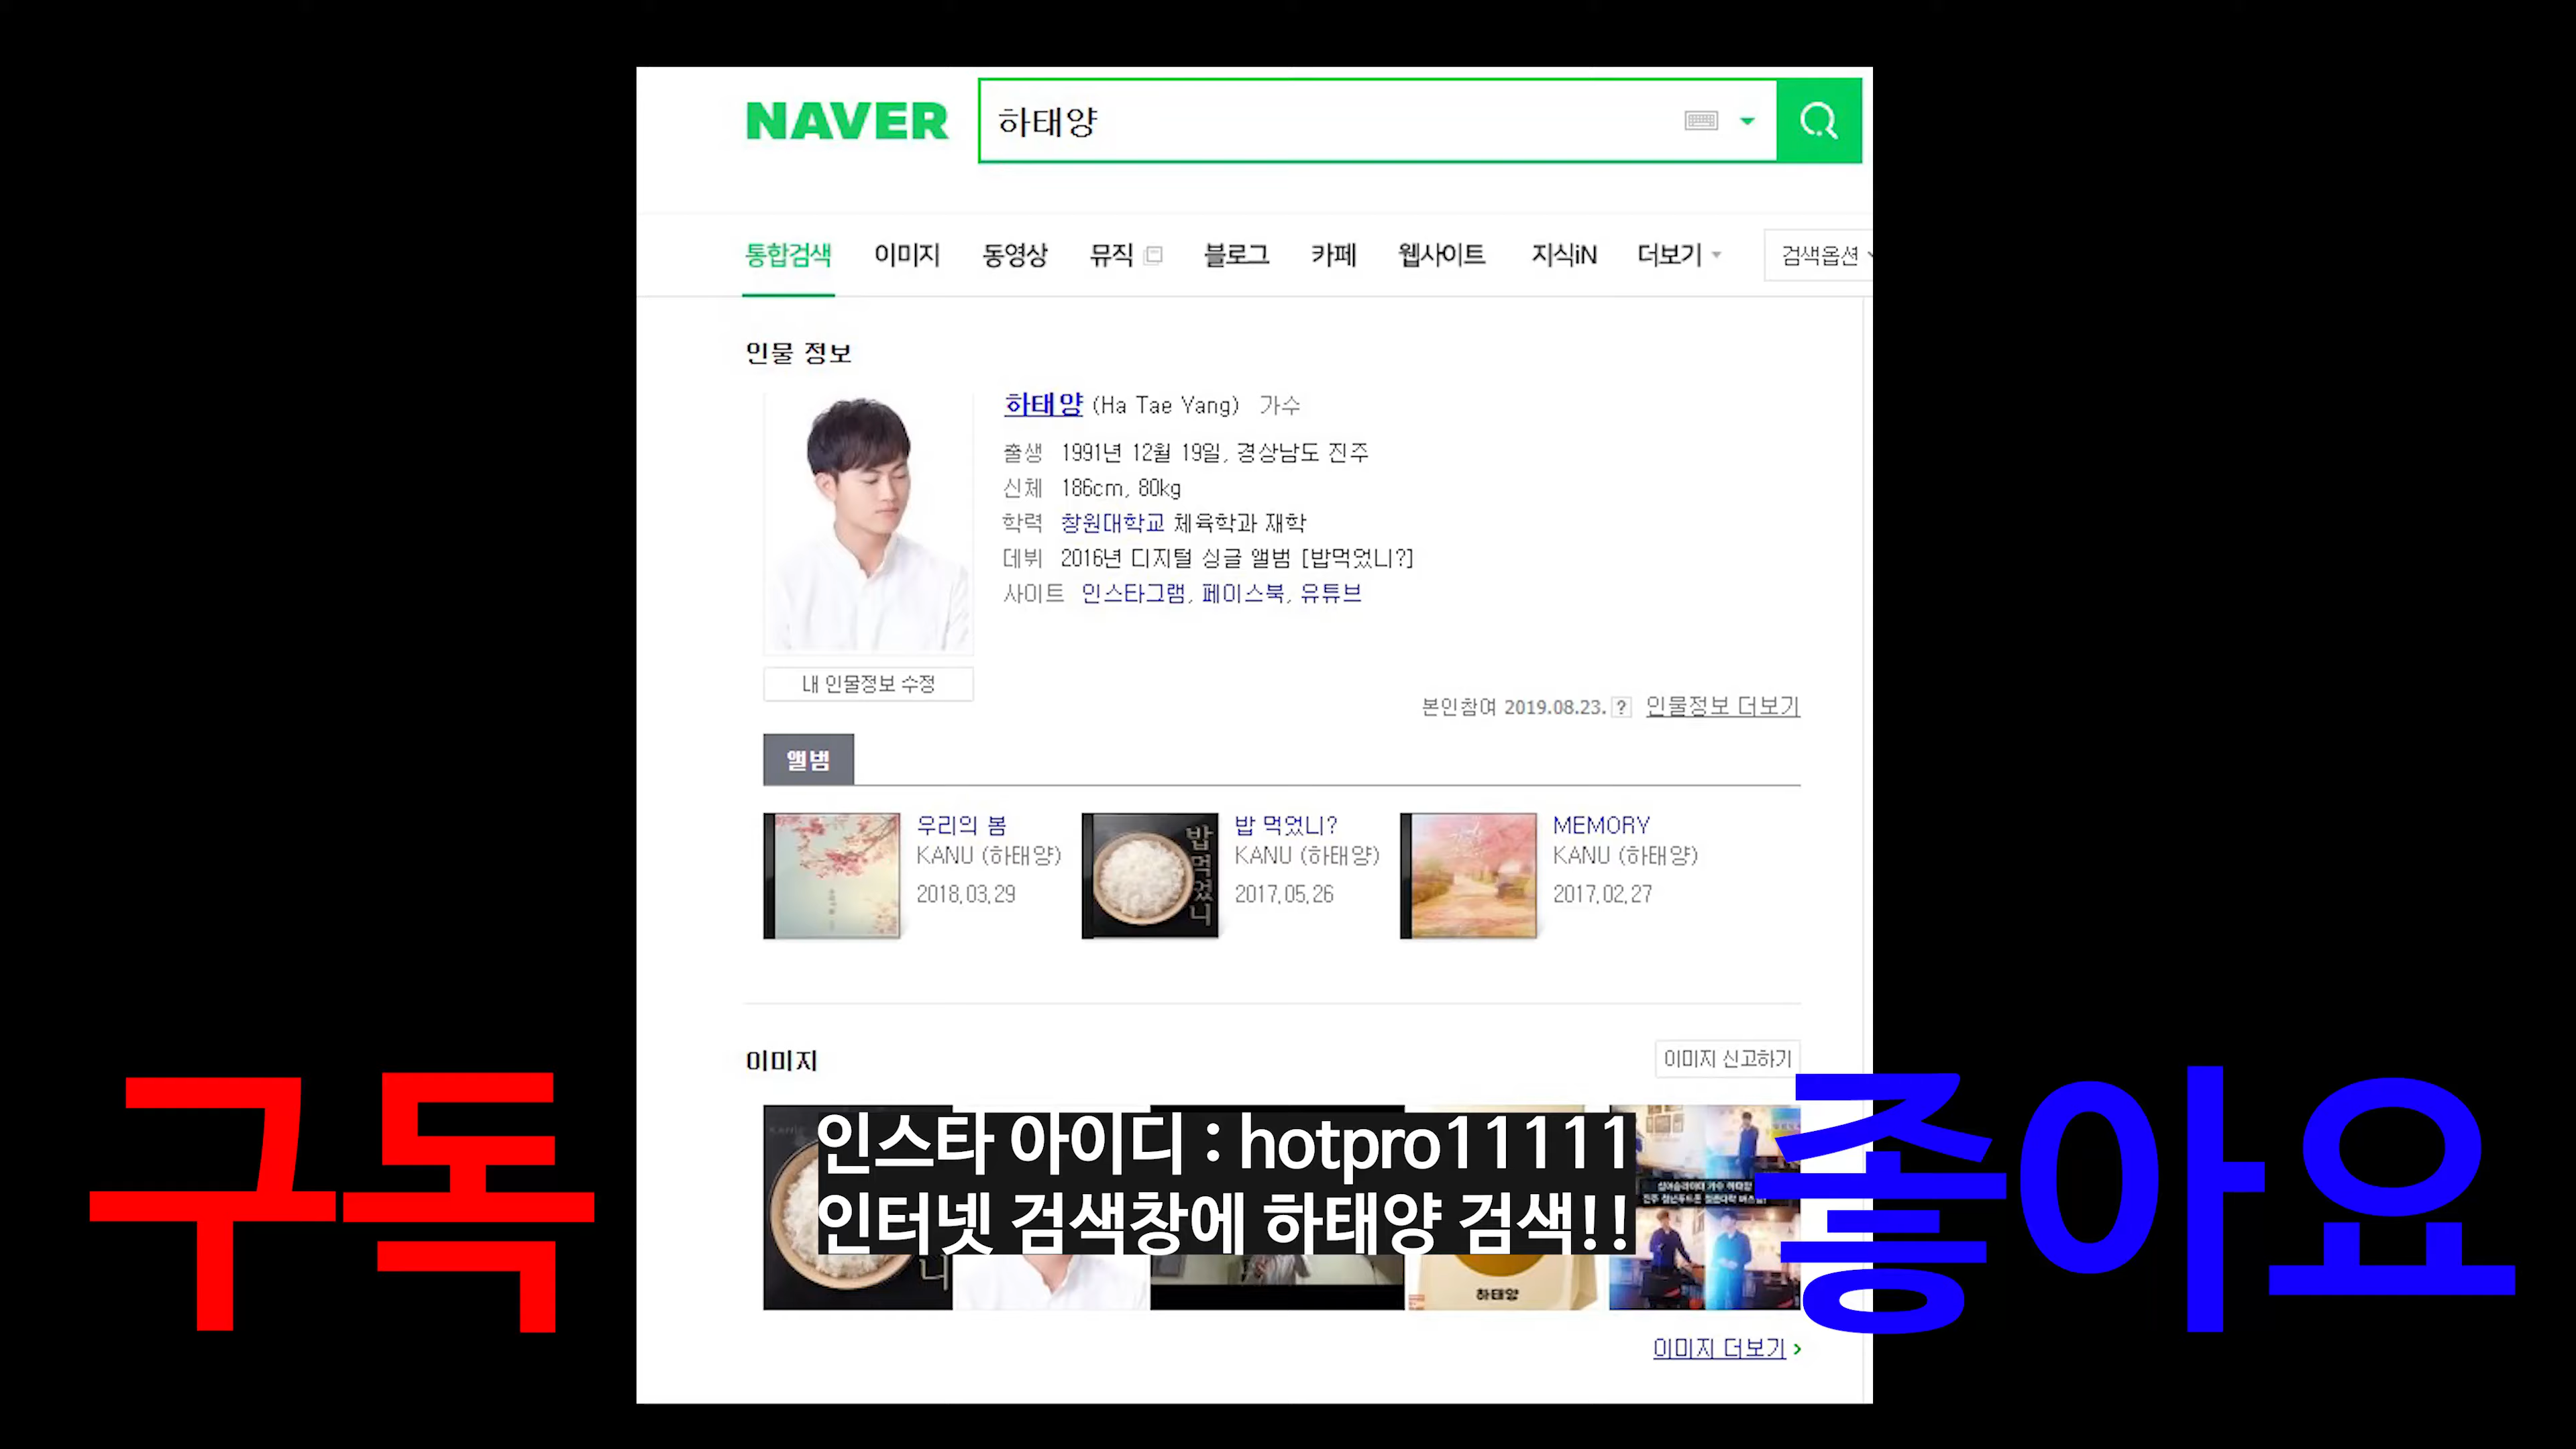 NAVER 하태양
통합검색 이미지 동영상 뮤직 블로그 카페 웹사이트 지식iN 더보기 검색옵션
인물 정보
하태양 (Ha Tae Yang) 가수
출생 1991년 12월 19일, 경상남도 진주
신체 186cm, 80kg
학력 창원대학교 체육학과 재학
데뷔 2016년 디지털 싱글 앨범 [밥먹었니?]
사이트 인스타그램, 페이스북, 유튜브
내 인물정보 수정
본인참여 2019.08.23. ? 인물정보 더보기
앨범
우리의 봄
KANU (하태양)
2018.03.29
밥먹었니
밥 먹었니?
KANU (하태양)
2017.05.26
MEMORY
KANU (하태양)
2017.02.27
이미지
이미지 신고하기
구독
인스타 아이디 : hotpro11111
인터넷 검색창에 하태양 검색!!
좋아요
니
하태양
이미지 더보기